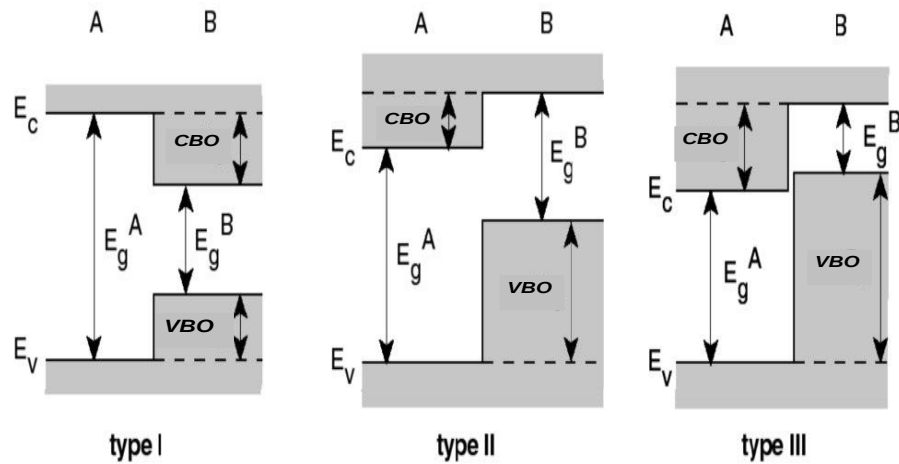 A B
E_c
CBO
E_g^A
E_g^B
VBO
E_v
type I
A B
CBO
E_c
E_g^B
E_g^A
VBO
E_v
type II
A B
CBO
E_g^B
E_c
E_g^A
VBO
E_v
type III